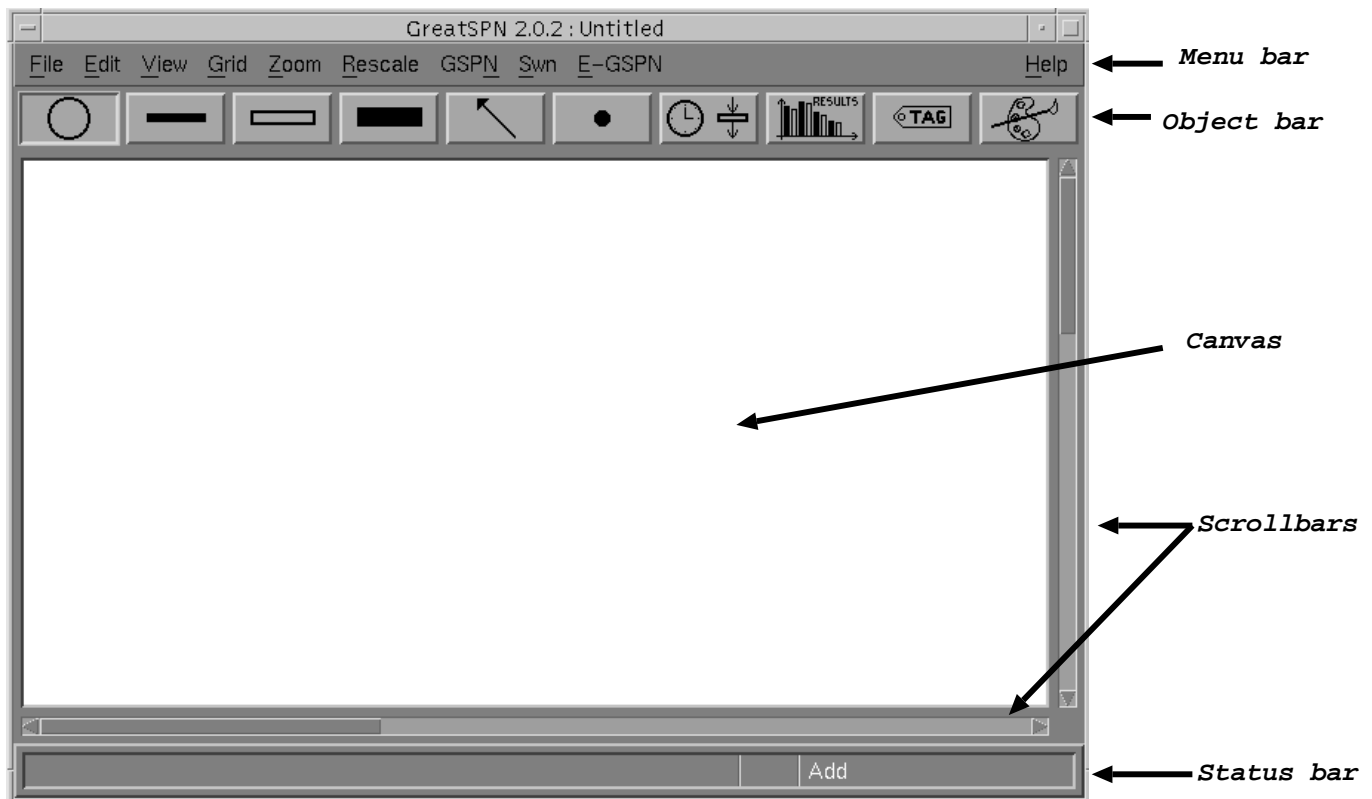 GreatSPN 2.0.2 : Untitled
File Edit View Grid Zoom Rescale GSPN Swn E-GSPN Help
Menu bar
RESULTS
TAG
Object bar
Canvas
Scrollbars
Add
Status bar